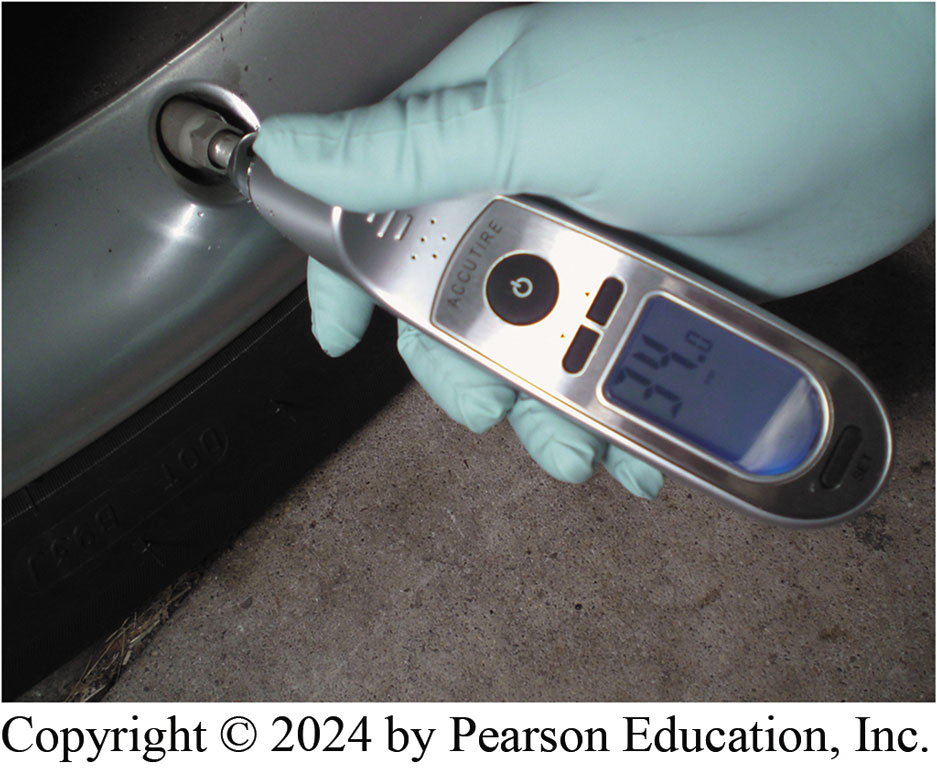 ACCUTIRE
34.0
SET
DOT
Copyright © 2024 by Pearson Education, Inc.